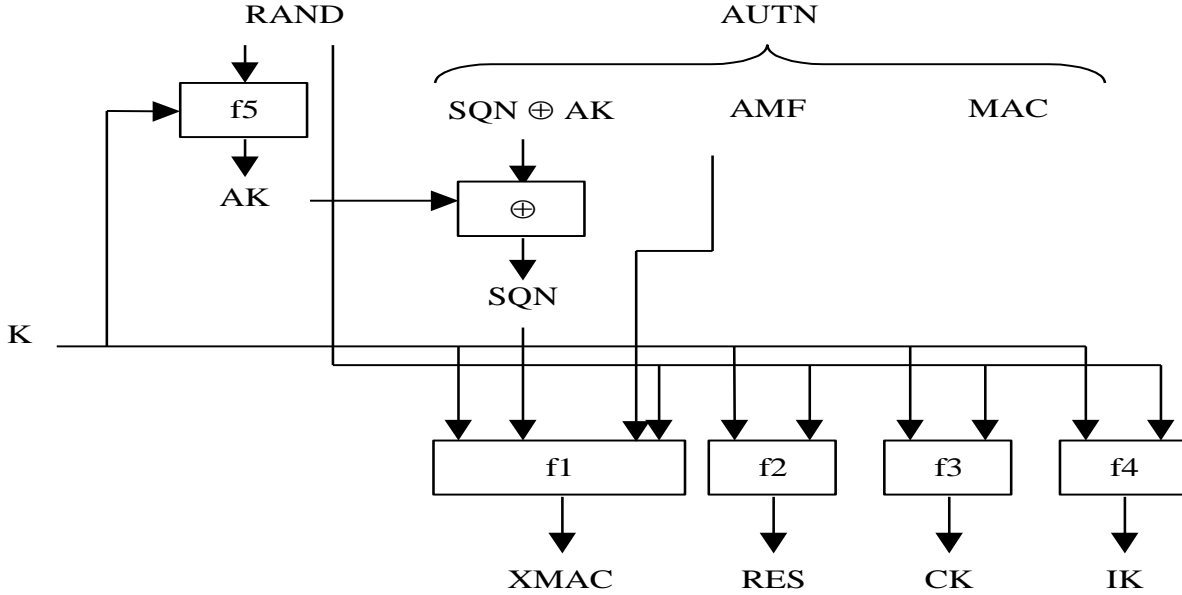 RAND AUTN
f5 SQN ⊕ AK AMF MAC
AK ⊕
SQN
K
f1 f2 f3 f4
XMAC RES CK IK